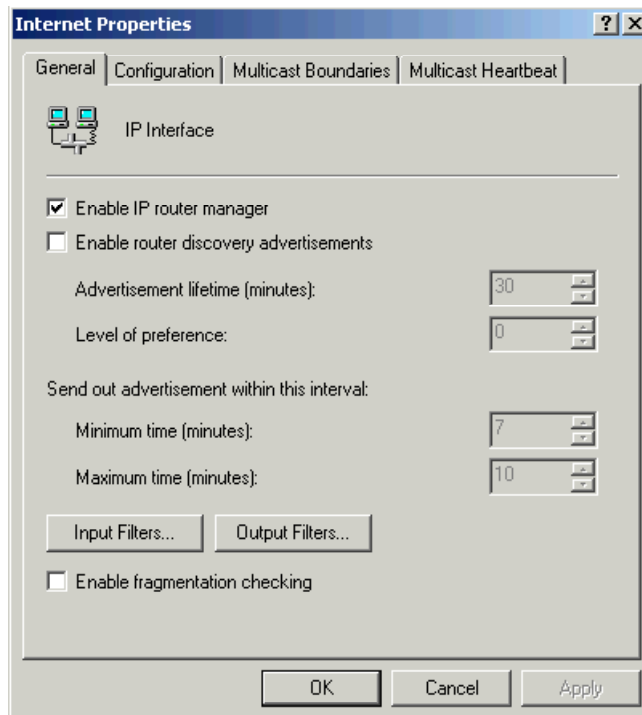 Internet Properties
General Configuration Multicast Boundaries Multicast Heartbeat
IP Interface
Enable IP router manager
Enable router discovery advertisements
Advertisement lifetime (minutes): 30
Level of preference: 0
Send out advertisement within this interval:
Minimum time (minutes): 7
Maximum time (minutes): 10
Input Filters... Output Filters...
Enable fragmentation checking
OK Cancel Apply